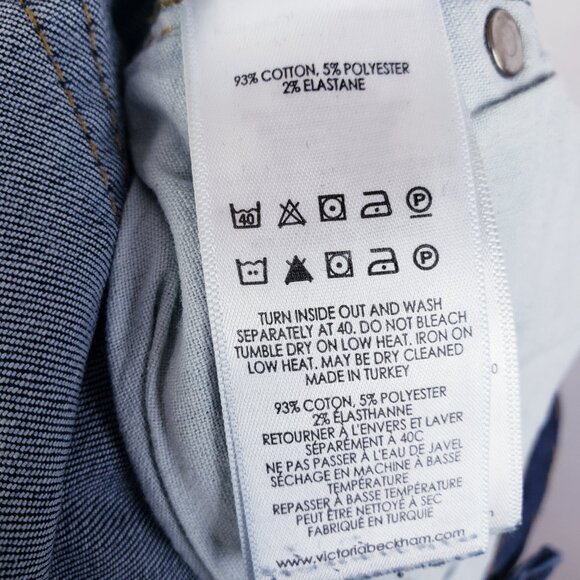 93% COTTON, 5% POLYESTER
2% ELASTANE
40 P
P
TURN INSIDE OUT AND WASH
SEPARATELY AT 40. DO NOT BLEACH
TUMBLE DRY ON LOW HEAT. IRON ON
LOW HEAT. MAY BE DRY CLEANED
MADE IN TURKEY
93% COTON, 5% POLYESTER
2% ÉLASTHANNE
RETOURNER À L'ENVERS ET LAVER
SÉPARÉMENT À 40C
NE PAS PASSER À L'EAU DE JAVEL
SÉCHAGE EN MACHINE À BASSE
TEMPÉRATURE
REPASSER À BASSE TEMPÉRATURE
PEUT ÊTRE NETTOYÉ À SEC
FABRIQUÉ EN TURQUIE
www.victoriabeckham.com